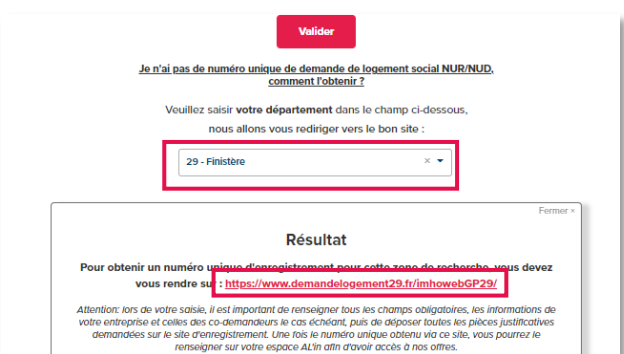 Valider
Je n'ai pas de numéro unique de demande de logement social NUR/NUD,
comment l'obtenir ?
Veuillez saisir votre département dans le champ ci-dessous,
nous allons vous rediriger vers le bon site :
29 - Finistère × ▾
Fermer ×
Résultat
Pour obtenir un numéro unique d'enregistrement pour cette zone de recherche, vous devez
vous rendre sur : https://www.demandelogement29.fr/imhowebGP29/
Attention: lors de votre saisie, il est important de renseigner tous les champs obligatoires, les informations de
votre entreprise et celles des co-demandeurs le cas échéant, puis de déposer toutes les pièces justificatives
demandées sur le site d'enregistrement. Une fois le numéro unique obtenu via ce site, vous pourrez le
renseigner sur votre espace AL'in afin d'avoir accès à nos offres.